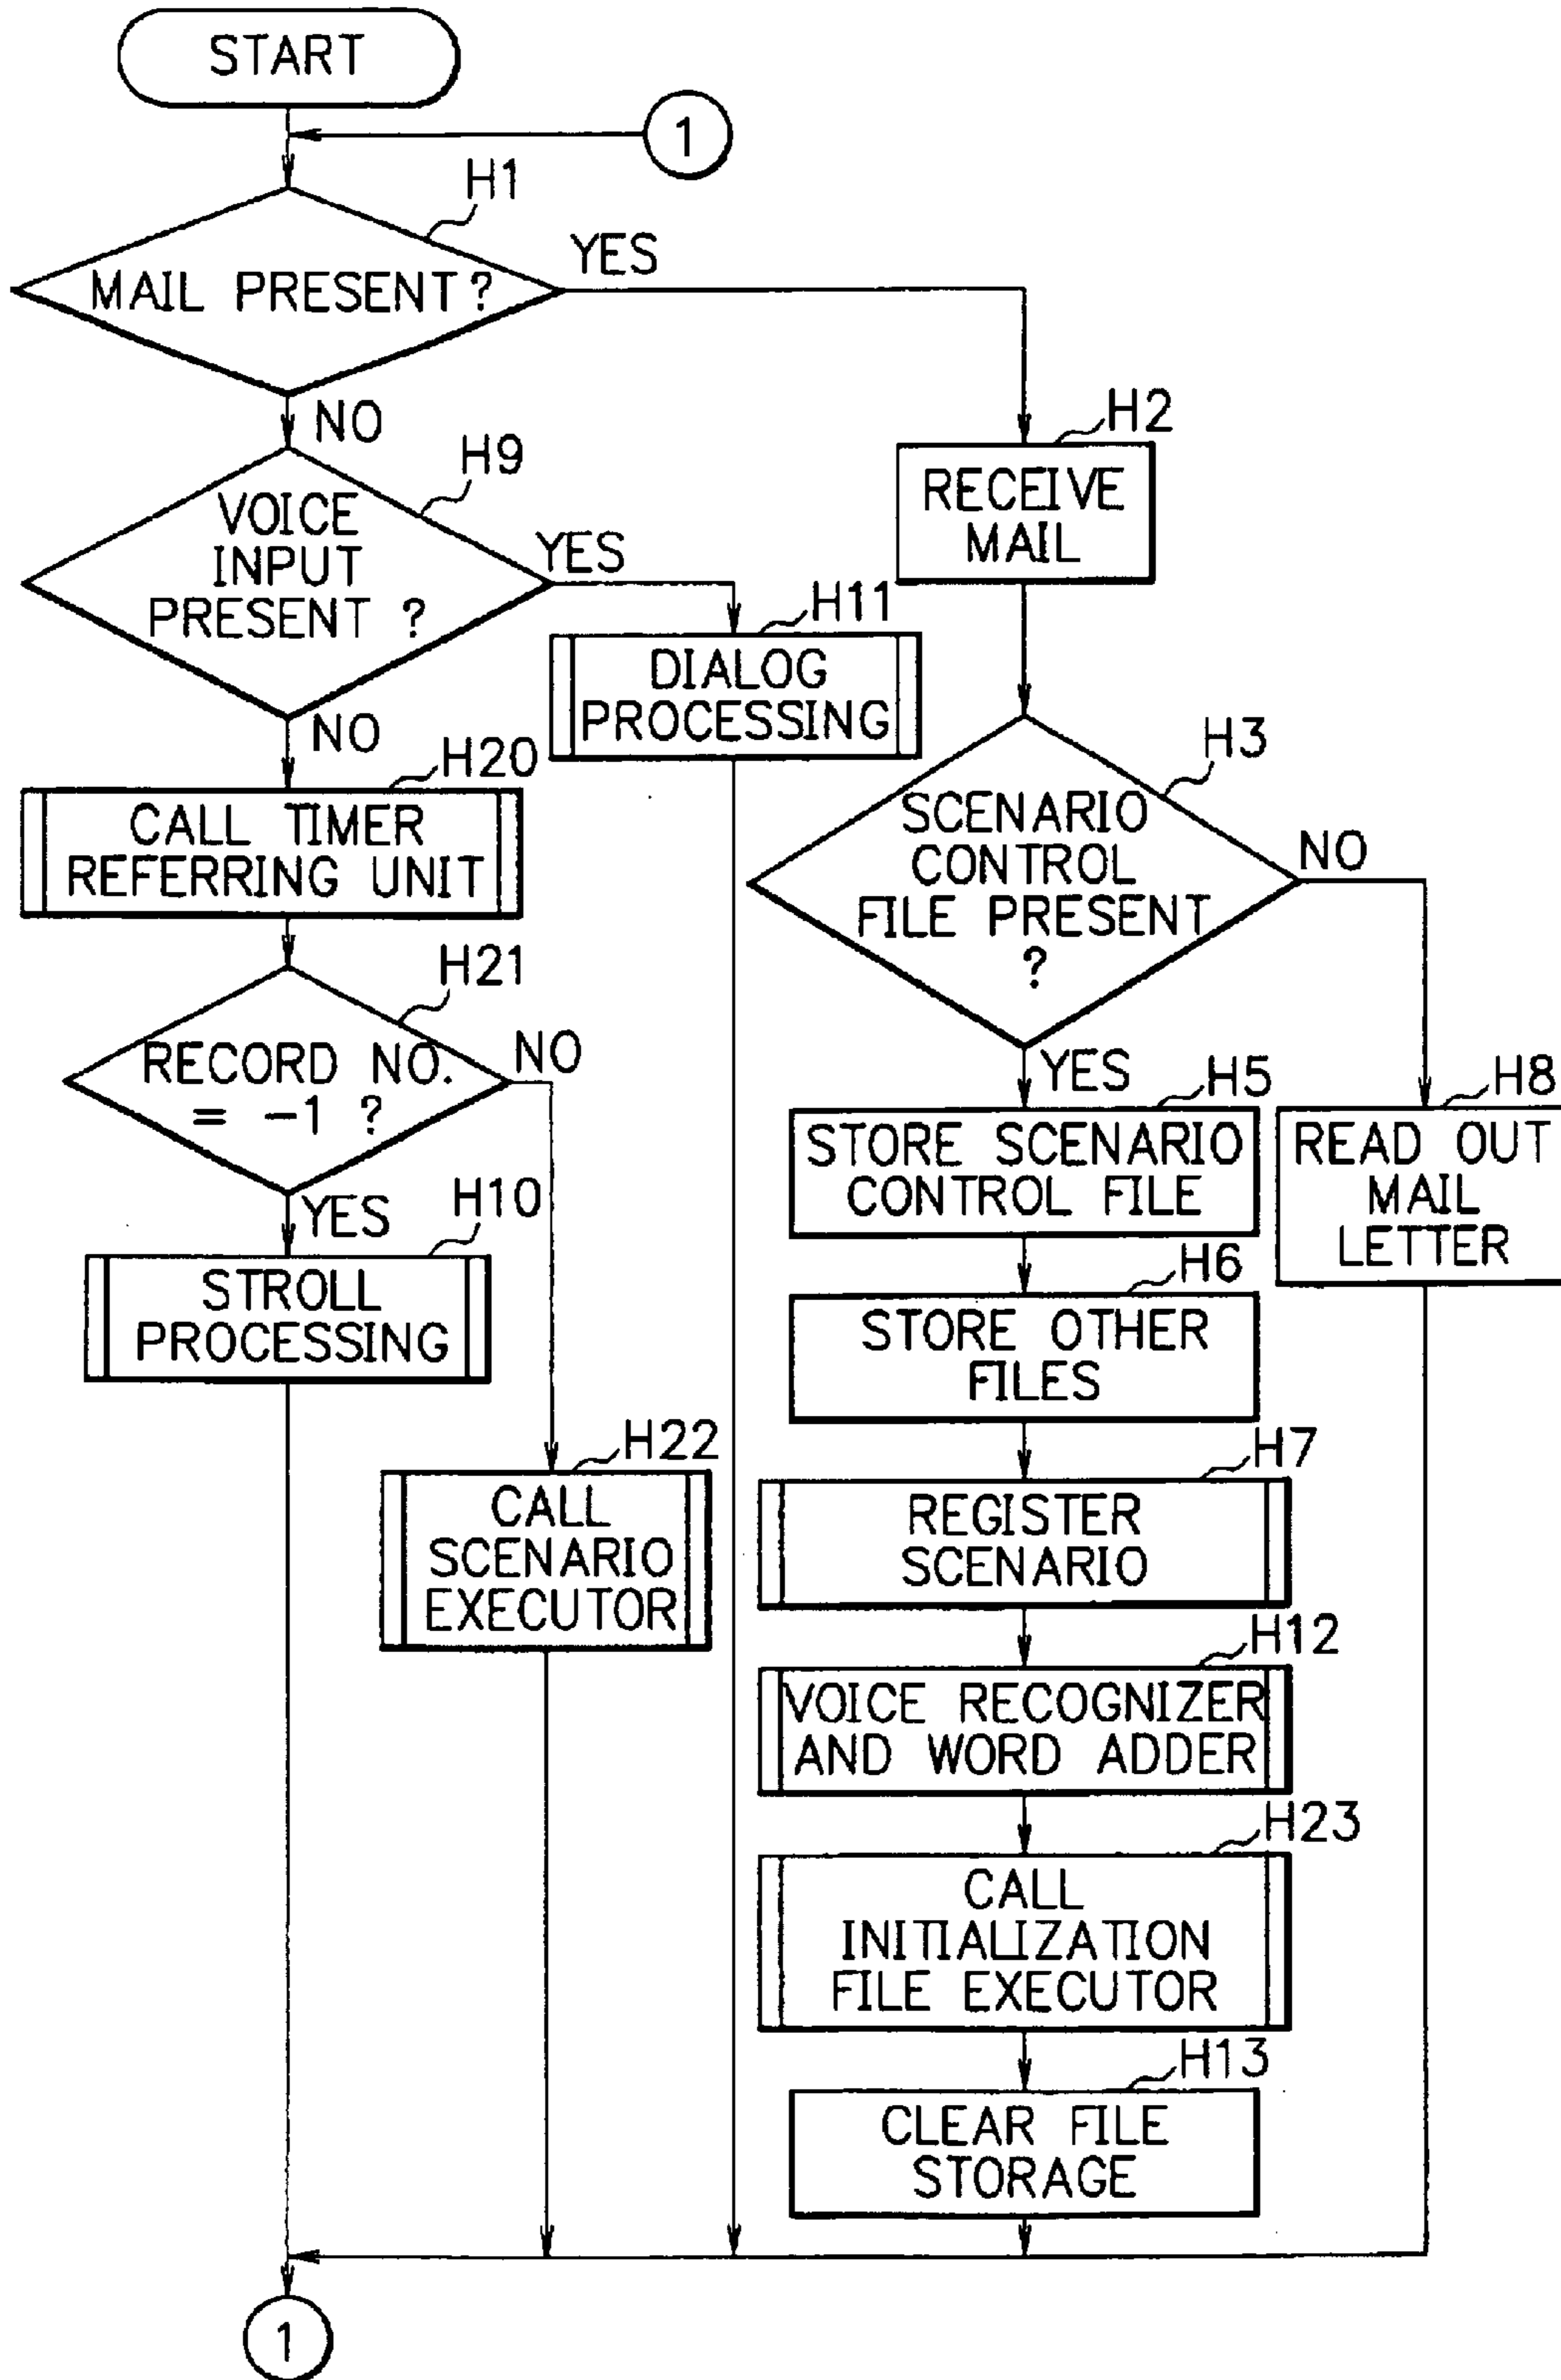 START
1
H1
MAIL PRESENT ?
YES
NO
H2
RECEIVE
MAIL
H9
VOICE
INPUT
PRESENT ?
YES
NO
H11
DIALOG
PROCESSING
H3
SCENARIO
CONTROL
FILE PRESENT
?
NO
YES
H20
CALL TIMER
REFERRING UNIT
H21
RECORD NO.
= -1 ?
NO
YES
H5
STORE SCENARIO
CONTROL FILE
H8
READ OUT
MAIL
LETTER
H10
STROLL
PROCESSING
H6
STORE OTHER
FILES
H22
CALL
SCENARIO
EXECUTOR
H7
REGISTER
SCENARIO
H12
VOICE RECOGNIZER
AND WORD ADDER
H23
CALL
INITIALIZATION
FILE EXECUTOR
H13
CLEAR FILE
STORAGE
1